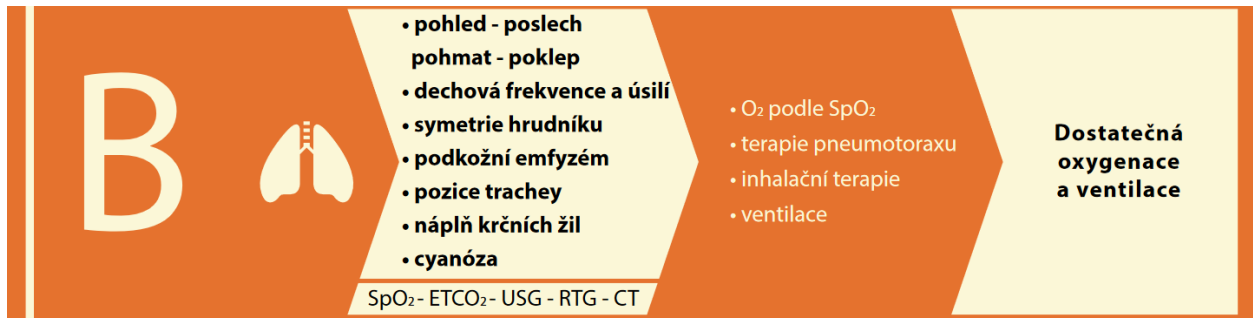 B
• pohled - poslech
pohmat - poklep
• dechová frekvence a úsilí
• symetrie hrudníku
• podkožní emfyzém
• pozice trachey
• náplň krčních žil
• cyanóza
SpO₂ - ETCO₂ - USG - RTG - CT
• O₂ podle SpO₂
• terapie pneumotoraxu
• inhalační terapie
• ventilace
Dostatečná
oxygenace
a ventilace